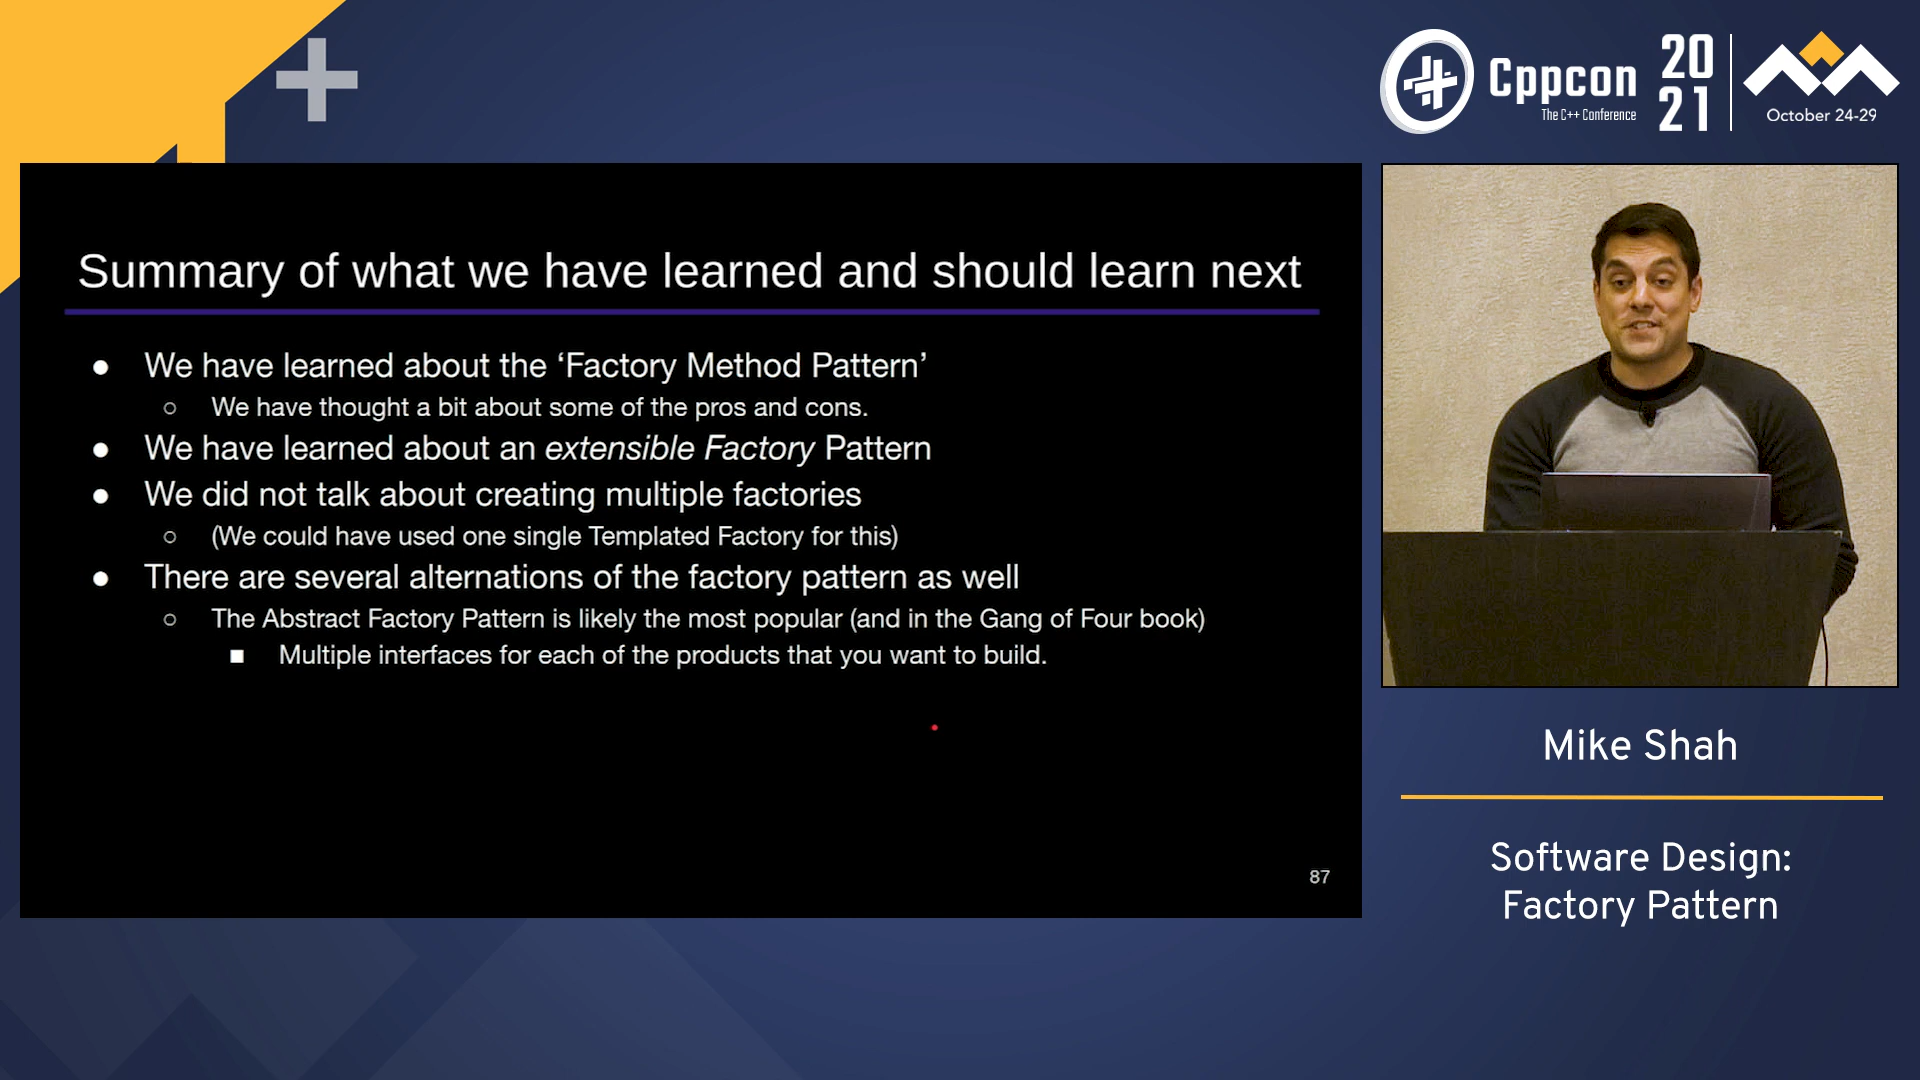 Cppcon
The C++ Conference
20
21
October 24-29
Summary of what we have learned and should learn next
● We have learned about the ‘Factory Method Pattern’
○ We have thought a bit about some of the pros and cons.
● We have learned about an extensible Factory Pattern
● We did not talk about creating multiple factories
○ (We could have used one single Templated Factory for this)
● There are several alternations of the factory pattern as well
○ The Abstract Factory Pattern is likely the most popular (and in the Gang of Four book)
■ Multiple interfaces for each of the products that you want to build.
87
Mike Shah
Software Design:
Factory Pattern